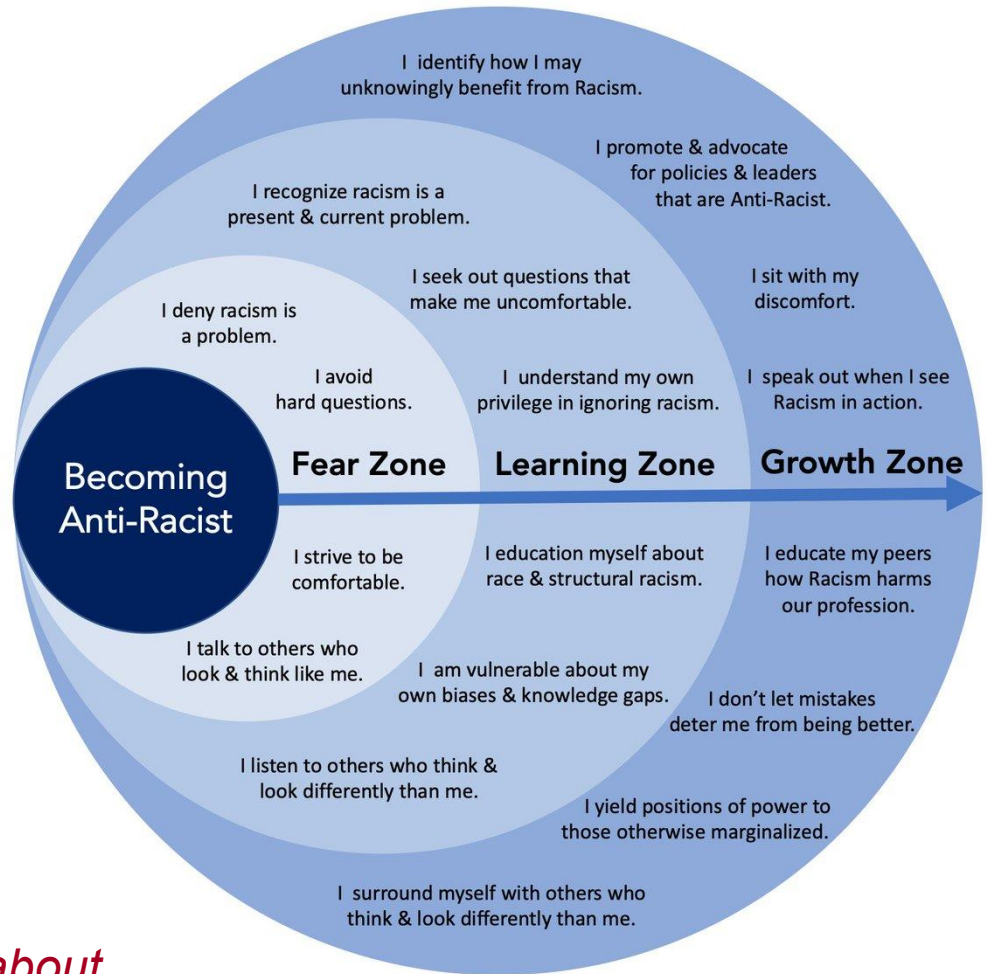 I identify how I may
unknowingly benefit from Racism.
I promote & advocate
for policies & leaders
that are Anti-Racist.
I recognize racism is a
present & current problem.
I seek out questions that
make me uncomfortable.
I sit with my
discomfort.
I deny racism is
a problem.
I avoid
hard questions.
I understand my own
privilege in ignoring racism.
I speak out when I see
Racism in action.
Becoming
Anti-Racist
Fear Zone
Learning Zone
Growth Zone
I strive to be
comfortable.
I education myself about
race & structural racism.
I educate my peers
how Racism harms
our profession.
I talk to others who
look & think like me.
I am vulnerable about my
own biases & knowledge gaps.
I don’t let mistakes
deter me from being better.
I listen to others who think &
look differently than me.
I yield positions of power to
those otherwise marginalized.
I surround myself with others who
think & look differently than me.
about